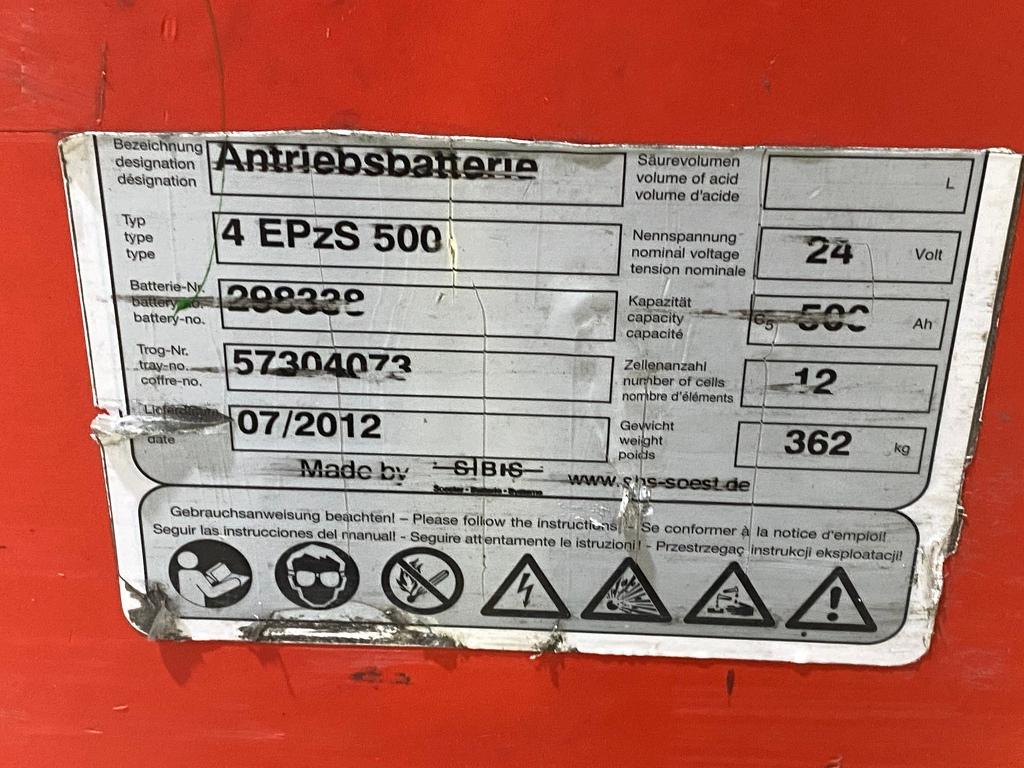 Bezeichnung
designation
désignation
Antriebsbatterie
Säurevolumen
volume of acid
volume d'acide
L
Typ
type
type
4 EPzS 500
Nennspannung
nominal voltage
tension nominale
24 Volt
Batterie-Nr.
battery-no.
battery-no.
298338
Kapazität
capacity
capacité
C5 500 Ah
Trog-Nr.
tray-no.
coffre-no.
57304073
Zellenanzahl
number of cells
nombre d'éléments
12
date
07/2012
Gewicht
weight
poids
362 kg
Made by
www.sbs-soest.de
Gebrauchsanweisung beachten! – Please follow the instructions! – Se conformer à la notice d'emploi!
Seguir las instrucciones del manual! - Seguire attentamente le istruzioni! - Przestrzegaç instrukcji eksploatacji!